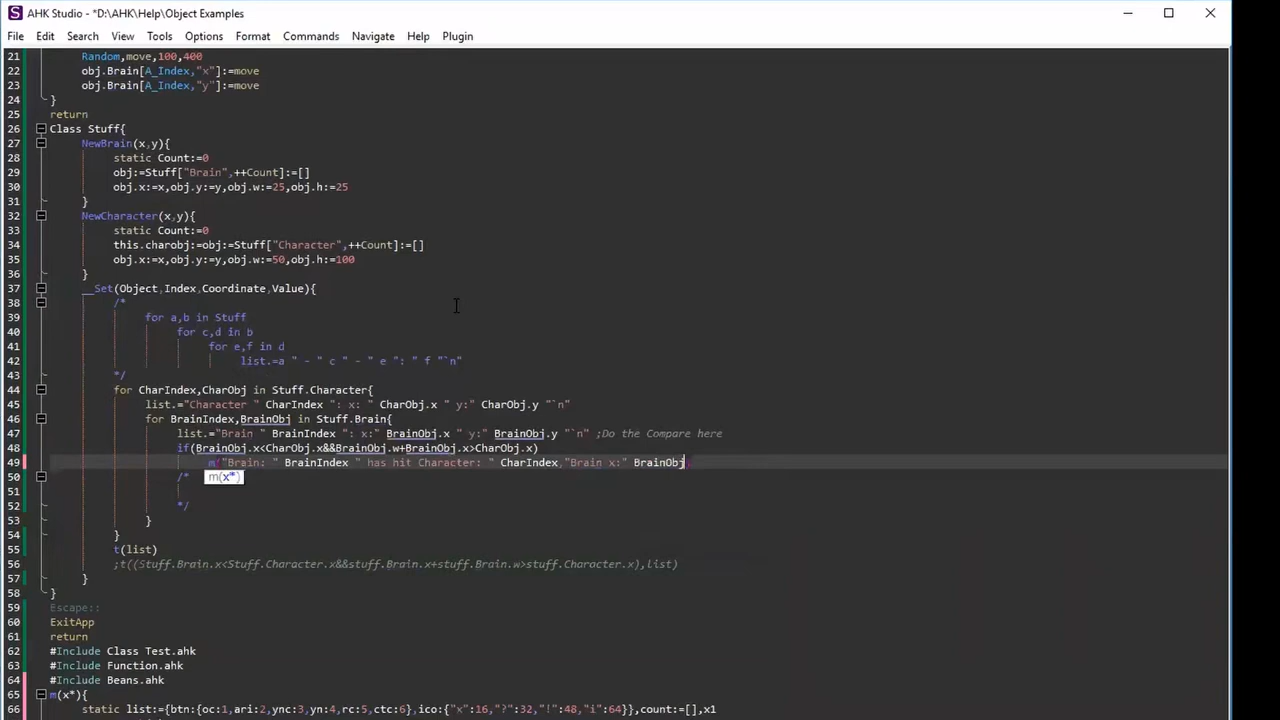 AHK Studio - *D:\AHK\Help\Object Examples
File Edit Search View Tools Options Format Commands Navigate Help Plugin
21 Random,move,100,400
22 obj.Brain[A_Index,"x"]:=move
23 obj.Brain[A_Index,"y"]:=move
24 }
25 return
26 Class Stuff{
27 NewBrain(x,y){
28 static Count:=0
29 obj:=Stuff["Brain",++Count]:=[]
30 obj.x:=x,obj.y:=y,obj.w:=25,obj.h:=25
31 }
32 NewCharacter(x,y){
33 static Count:=0
34 this.charobj:=obj:=Stuff["Character",++Count]:=[]
35 obj.x:=x,obj.y:=y,obj.w:=50,obj.h:=100
36 }
37 __Set(Object,Index,Coordinate,Value){
38 /*
39 for a,b in Stuff
40 for c,d in b
41 for e,f in d
42 list.=a " - " c " - " e ": " f "`n"
43 */
44 for CharIndex,CharObj in Stuff.Character{
45 list.="Character " CharIndex ": x: " CharObj.x " y:" CharObj.y "`n"
46 for BrainIndex,BrainObj in Stuff.Brain{
47 list.="Brain " BrainIndex ": x:" BrainObj.x " y:" BrainObj.y "`n" ;Do the Compare here
48 if(BrainObj.x<CharObj.x&&BrainObj.w+BrainObj.x>CharObj.x)
49 m("Brain: " BrainIndex " has hit Character: " CharIndex,"Brain x:" BrainObj)
50 /* m(x*)
51
52 */
53 }
54 }
55 t(list)
56 ;t((Stuff.Brain.x<Stuff.Character.x&&stuff.Brain.x+stuff.Brain.w>stuff.Character.x),list)
57 }
58 }
59 Escape::
60 ExitApp
61 return
62 #Include Class Test.ahk
63 #Include Function.ahk
64 #Include Beans.ahk
65 m(x*){
66 static list:={btn:{oc:1,ari:2,ync:3,yn:4,rc:5,ctc:6},ico:{"x":16,"?":32,"!":48,"i":64}},count:=[],x1